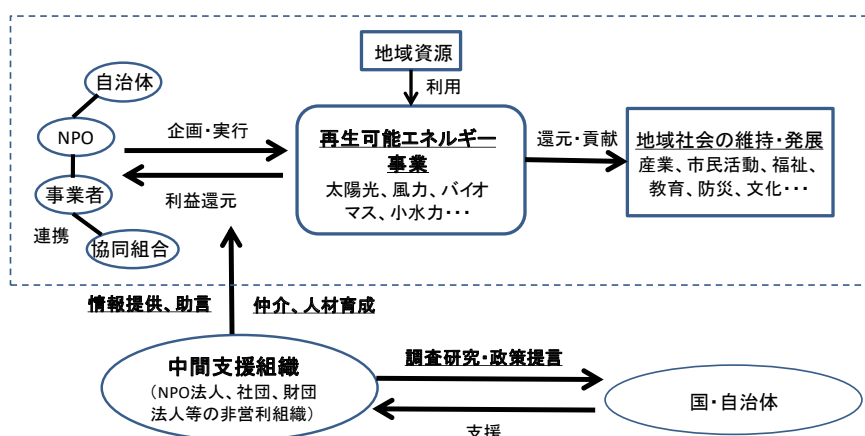 地域資源
利用
自治体
NPO
事業者
連携
協同組合
企画・実行
利益還元
再生可能エネルギー
事業
太陽光、風力、バイオ
マス、小水力・・・
還元・貢献
地域社会の維持・発展
産業、市民活動、福祉、
教育、防災、文化・・・
情報提供、助言
仲介、人材育成
中間支援組織
（NPO法人、社団、財団
法人等の非営利組織）
調査研究・政策提言
支援
国・自治体